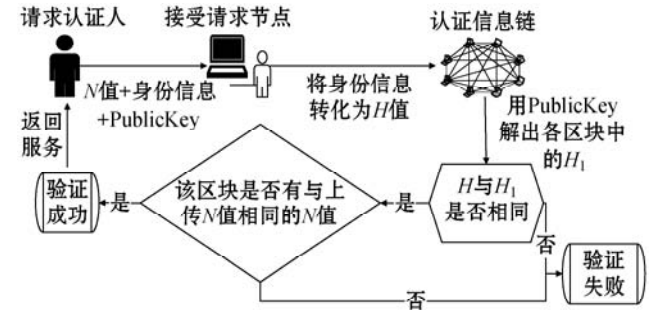 请求认证人
接受请求节点
认证信息链
N值+身份信息
+PublicKey
将身份信息
转化为H值
用PublicKey
解出各区块中
的H₁
返回
服务
验证
成功
是
该区块是否有与上
传N值相同的N值
是
H与H₁
是否相同
否
验证
失败
否